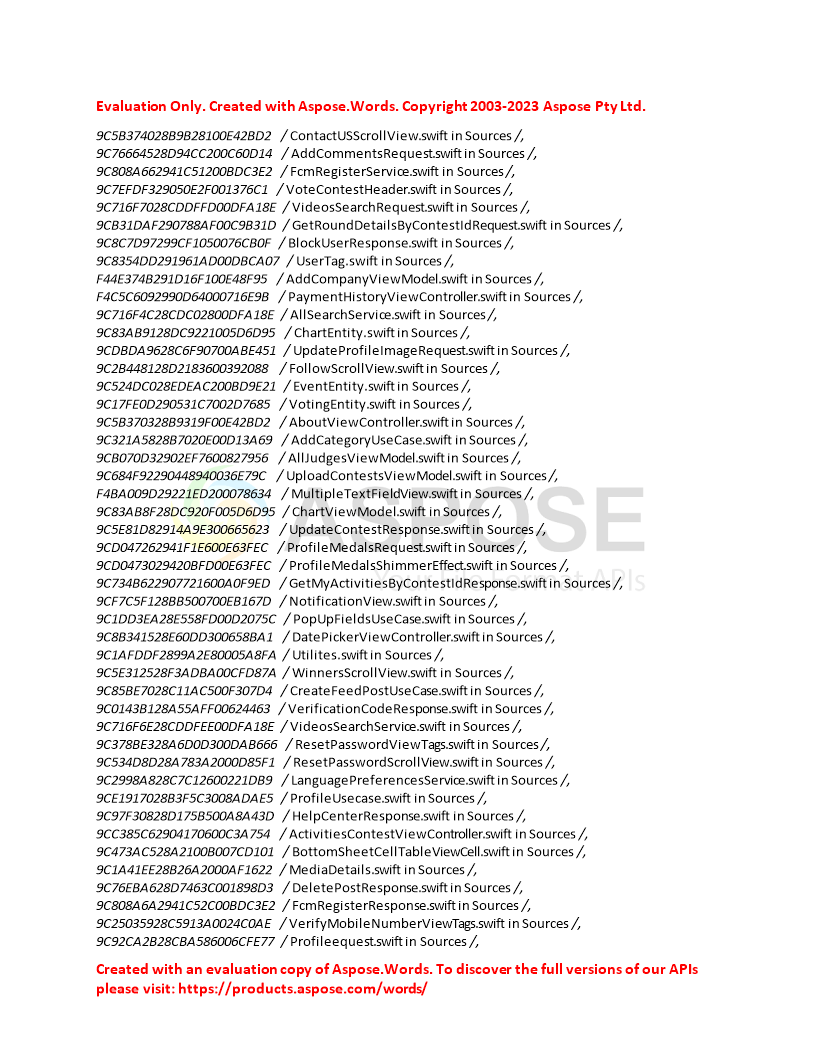 Evaluation Only. Created with Aspose.Words. Copyright 2003-2023 Aspose Pty Ltd.
9C5B374028B9B28100E42BD2 / ContactUSScrollView.swift in Sources /,
9C76664528D94CC200C60D14 / AddCommentsRequest.swift in Sources /,
9C808A662941C51200BDC3E2 / FcmRegisterService.swift in Sources /,
9C7EFDF329050E2F001376C1 / VoteContestHeader.swift in Sources /,
9C716F7028CDDFFD00DFA18E / VideosSearchRequest.swift in Sources /,
9CB31DAF290788AF00C9B31D / GetRoundDetailsByContestIdRequest.swift in Sources /,
9C8C7D97299CF1050076CB0F / BlockUserResponse.swift in Sources /,
9C8354DD291961AD00DBCA07 / UserTag.swift in Sources /,
F44E374B291D16F100E48F95 / AddCompanyViewModel.swift in Sources /,
F4C5C6092990D64000716E9B / PaymentHistoryViewController.swift in Sources /,
9C716F4C28CDC02800DFA18E / AllSearchService.swift in Sources /,
9C83AB9128DC9221005D6D95 / ChartEntity.swift in Sources /,
9CDBDA9628C6F90700ABE451 / UpdateProfileImageRequest.swift in Sources /,
9C2B448128D2183600392088 / FollowScrollView.swift in Sources /,
9C524DC028EDEAC200BD9E21 / EventEntity.swift in Sources /,
9C17FE0D290531C7002D7685 / VotingEntity.swift in Sources /,
9C5B370328B9319F00E42BD2 / AboutViewController.swift in Sources /,
9C321A5828B7020E00D13A69 / AddCategoryUseCase.swift in Sources /,
9CB070D32902EF7600827956 / AllJudgesViewModel.swift in Sources /,
9C684F92290448940036E79C / UploadContestsViewModel.swift in Sources /,
F4BA009D29221ED200078634 / MultipleTextFieldView.swift in Sources /,
9C83AB8F28DC920F005D6D95 / ChartViewModel.swift in Sources /,
9C5E81D82914A9E300665623 / UpdateContestResponse.swift in Sources /,
9CD047262941F1E600E63FEC / ProfileMedalsRequest.swift in Sources /,
9CD0473029420BFD00E63FEC / ProfileMedalsShimmerEffect.swift in Sources /,
9C734B622907721600A0F9ED / GetMyActivitiesByContestIdResponse.swift in Sources /,
9CF7C5F128BB500700EB167D / NotificationView.swift in Sources /,
9C1DD3EA28E558FD00D2075C / PopUpFieldsUseCase.swift in Sources /,
9C8B341528E60DD300658BA1 / DatePickerViewController.swift in Sources /,
9C1AFDDF2899A2E80005A8FA / Utilites.swift in Sources /,
9C5E312528F3ADBA00CFD87A / WinnersScrollView.swift in Sources /,
9C85BE7028C11AC500F307D4 / CreateFeedPostUseCase.swift in Sources /,
9C0143B128A55AFF00624463 / VerificationCodeResponse.swift in Sources /,
9C716F6E28CDDFEE00DFA18E / VideosSearchService.swift in Sources /,
9C378BE328A6D0D300DAB666 / ResetPasswordViewTags.swift in Sources /,
9C534D8D28A783A2000D85F1 / ResetPasswordScrollView.swift in Sources /,
9C2998A828C7C12600221DB9 / LanguagePreferencesService.swift in Sources /,
9CE1917028B3F5C3008ADAE5 / ProfileUsecase.swift in Sources /,
9C97F30828D175B500A8A43D / HelpCenterResponse.swift in Sources /,
9CC385C62904170600C3A754 / ActivitiesContestViewController.swift in Sources /,
9C473AC528A2100B007CD101 / BottomSheetCellTableViewCell.swift in Sources /,
9C1A41EE28B26A2000AF1622 / MediaDetails.swift in Sources /,
9C76EBA628D7463C001898D3 / DeletePostResponse.swift in Sources /,
9C808A6A2941C52C00BDC3E2 / FcmRegisterResponse.swift in Sources /,
9C25035928C5913A0024C0AE / VerifyMobileNumberViewTags.swift in Sources /,
9C92CA2B28CBA586006CFE77 / Profileequest.swift in Sources /,
ASPOSE
APIs
Created with an evaluation copy of Aspose.Words. To discover the full versions of our APIs
please visit: https://products.aspose.com/words/